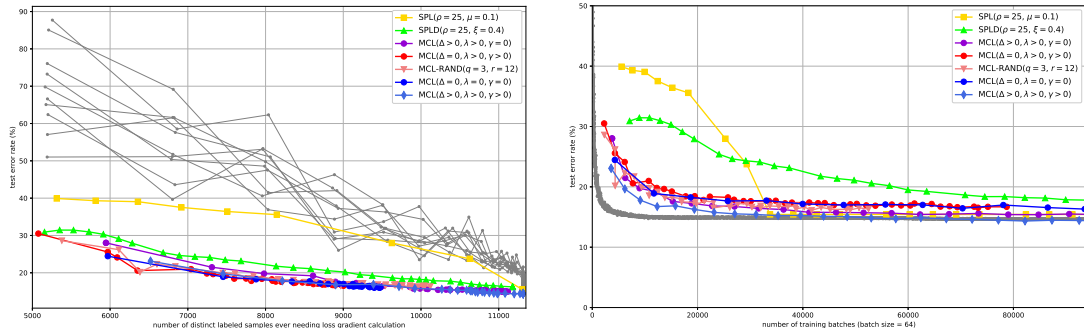 90
80
70
60
50
40
30
20
5000
6000
7000
8000
9000
10000
11000
test error rate (%)
number of distinct labeled samples ever needing loss gradient calculation
SPL(ρ = 25, μ = 0.1)
SPLD(ρ = 25, ξ = 0.4)
MCL(Δ > 0, λ > 0, γ = 0)
MCL(Δ = 0, λ > 0, γ > 0)
MCL-RAND(q = 3, r = 12)
MCL(Δ = 0, λ = 0, γ = 0)
MCL(Δ > 0, λ > 0, γ > 0)
50
40
30
20
10
0
0
20000
40000
60000
80000
test error rate (%)
number of training batches (batch size = 64)
SPL(ρ = 25, μ = 0.1)
SPLD(ρ = 25, ξ = 0.4)
MCL(Δ > 0, λ > 0, γ = 0)
MCL(Δ = 0, λ > 0, γ > 0)
MCL-RAND(q = 3, r = 12)
MCL(Δ = 0, λ = 0, γ = 0)
MCL(Δ > 0, λ > 0, γ > 0)